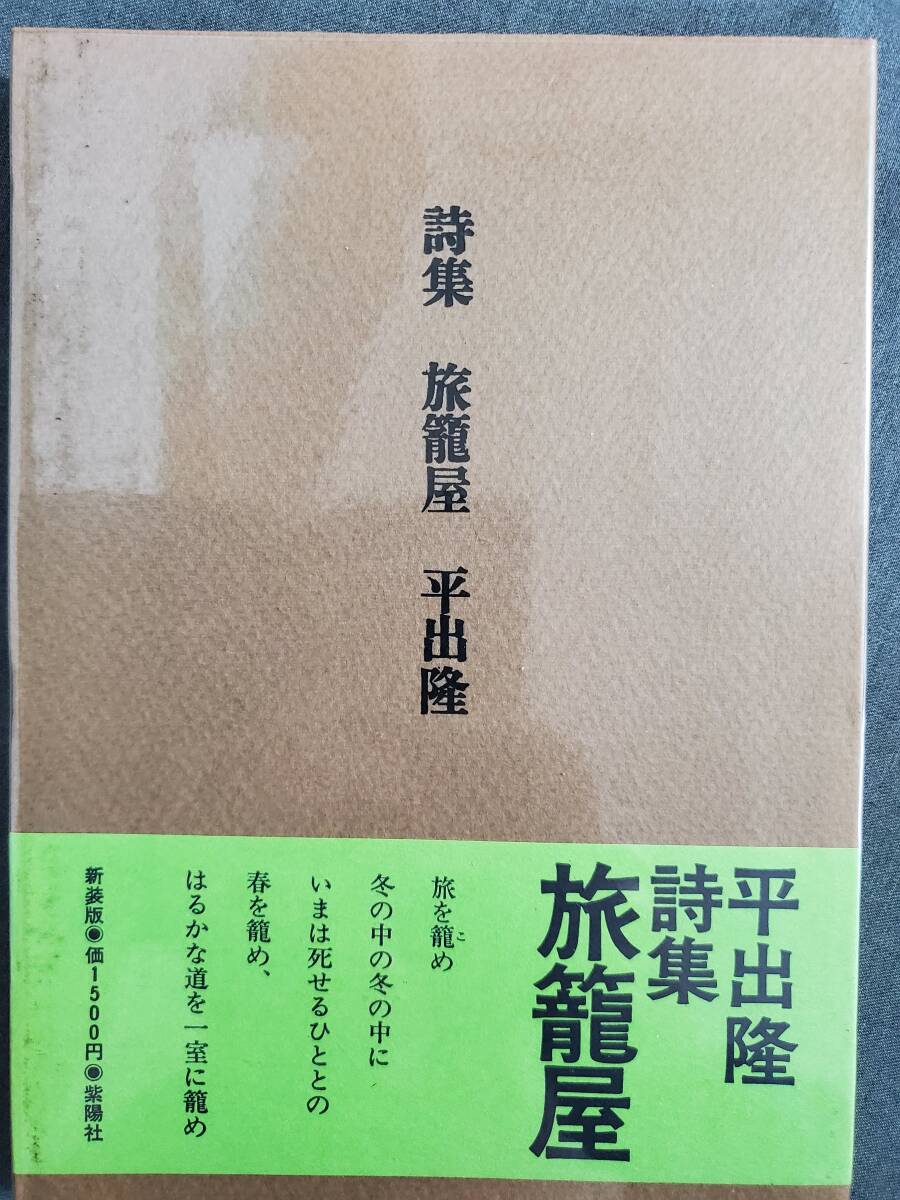 詩集 旅籠屋 平出隆
平出隆
詩集
旅籠屋
旅を籠め
こ
冬の中の冬の中に
いまは死せるひととの
春を籠め、
はるかな道を一室に籠め
新装版◉価1500円◉紫陽社